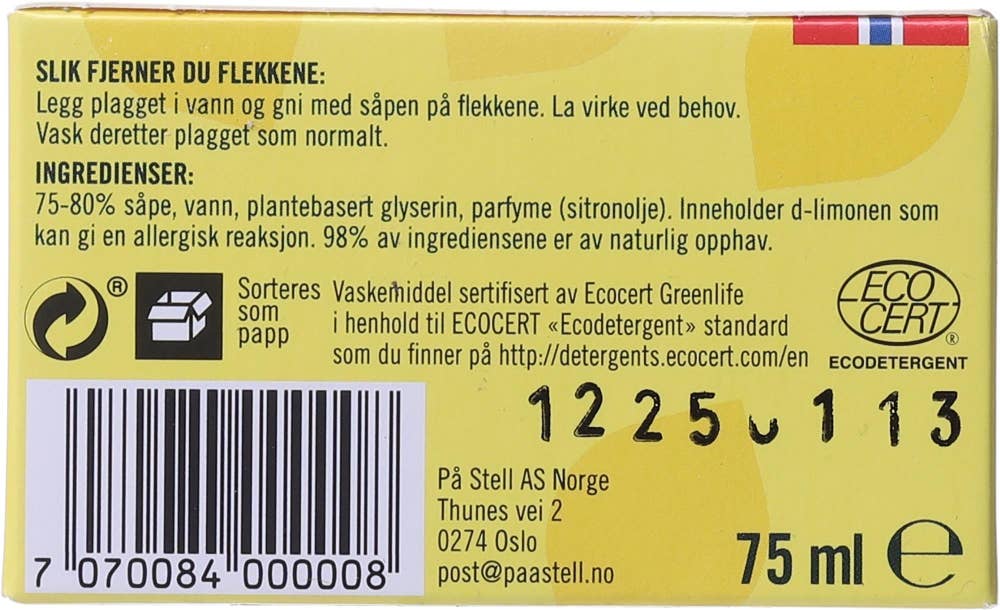 SLIK FJERNER DU FLEKKENE:
Legg plagget i vann og gni med såpen på flekkene. La virke ved behov.
Vask deretter plagget som normalt.
INGREDIENSER:
75-80% såpe, vann, plantebasert glyserin, parfyme (sitronolje). Inneholder d-limonen som
kan gi en allergisk reaksjon. 98% av ingrediensene er av naturlig opphav.
®
Sorteres
som
papp
Vaskemiddel sertifisert av Ecocert Greenlife
i henhold til ECOCERT «Ecodetergent» standard
som du finner på http://detergents.ecocert.com/en
ECO
CERT
®
ECODETERGENT
1225 113
På Stell AS Norge
Thunes vei 2
0274 Oslo
post@paastell.no
75 ml ℮
7 070084 000008